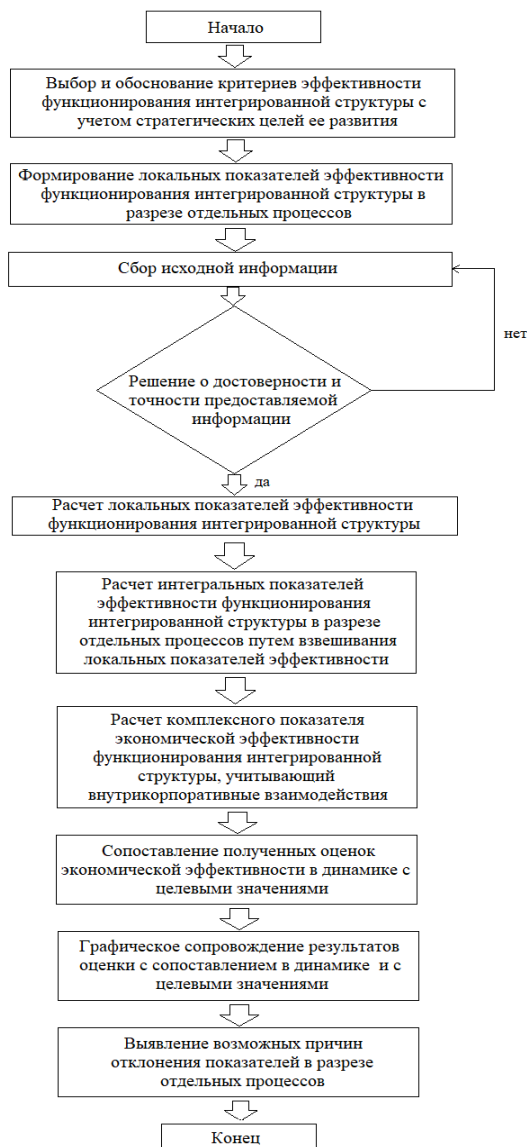 Начало
Выбор и обоснование критериев эффективности
функционирования интегрированной структуры с
учетом стратегических целей ее развития
Формирование локальных показателей эффективности
функционирования интегрированной структуры в
разрезе отдельных процессов
Сбор исходной информации
нет
Решение о достоверности и
точности предоставляемой
информации
да
Расчет локальных показателей эффективности
функционирования интегрированной структуры
Расчет интегральных показателей
эффективности функционирования
интегрированной структуры в разрезе
отдельных процессов путем взвешивания
локальных показателей эффективности
Расчет комплексного показателя
экономической эффективности
функционирования интегрированной
структуры, учитывающий
внутрикорпоративные взаимодействия
Сопоставление полученных оценок
экономической эффективности в динамике с
целевыми значениями
Графическое сопровождение результатов
оценки с сопоставлением в динамике и с
целевыми значениями
Выявление возможных причин
отклонения показателей в разрезе
отдельных процессов
Конец